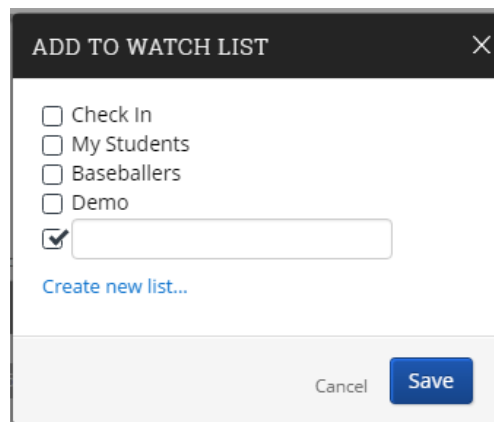 ADD TO WATCH LIST
Check In
My Students
Baseballers
Demo
Create new list...
Cancel Save